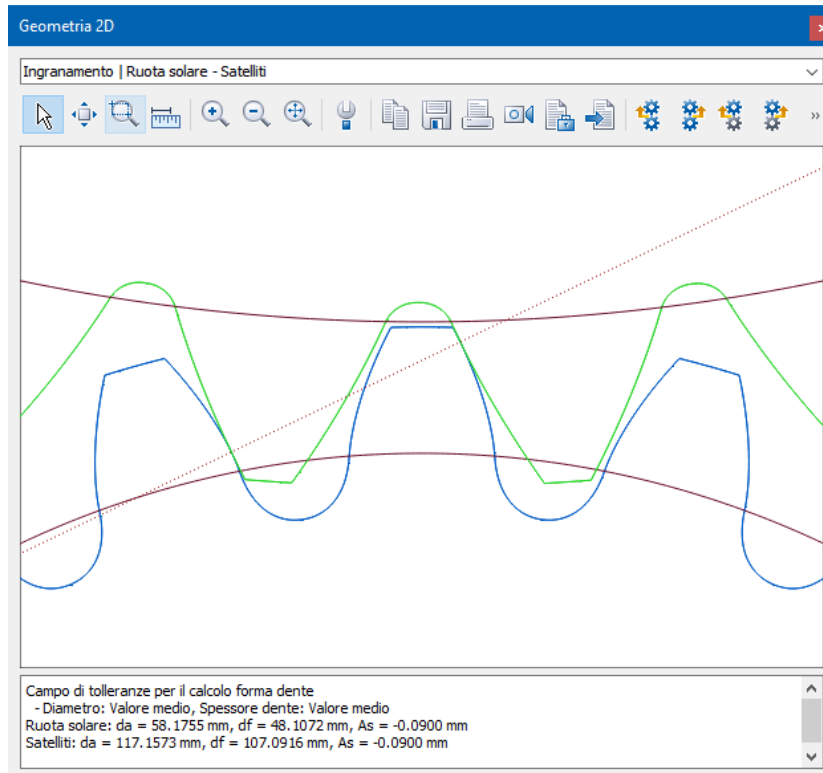 Geometria 2D
Ingranamento | Ruota solare - Satelliti
Campo di tolleranze per il calcolo forma dente
- Diametro: Valore medio, Spessore dente: Valore medio
Ruota solare: da = 58.1755 mm, df = 48.1072 mm, As = -0.0900 mm
Satelliti: da = 117.1573 mm, df = 107.0916 mm, As = -0.0900 mm